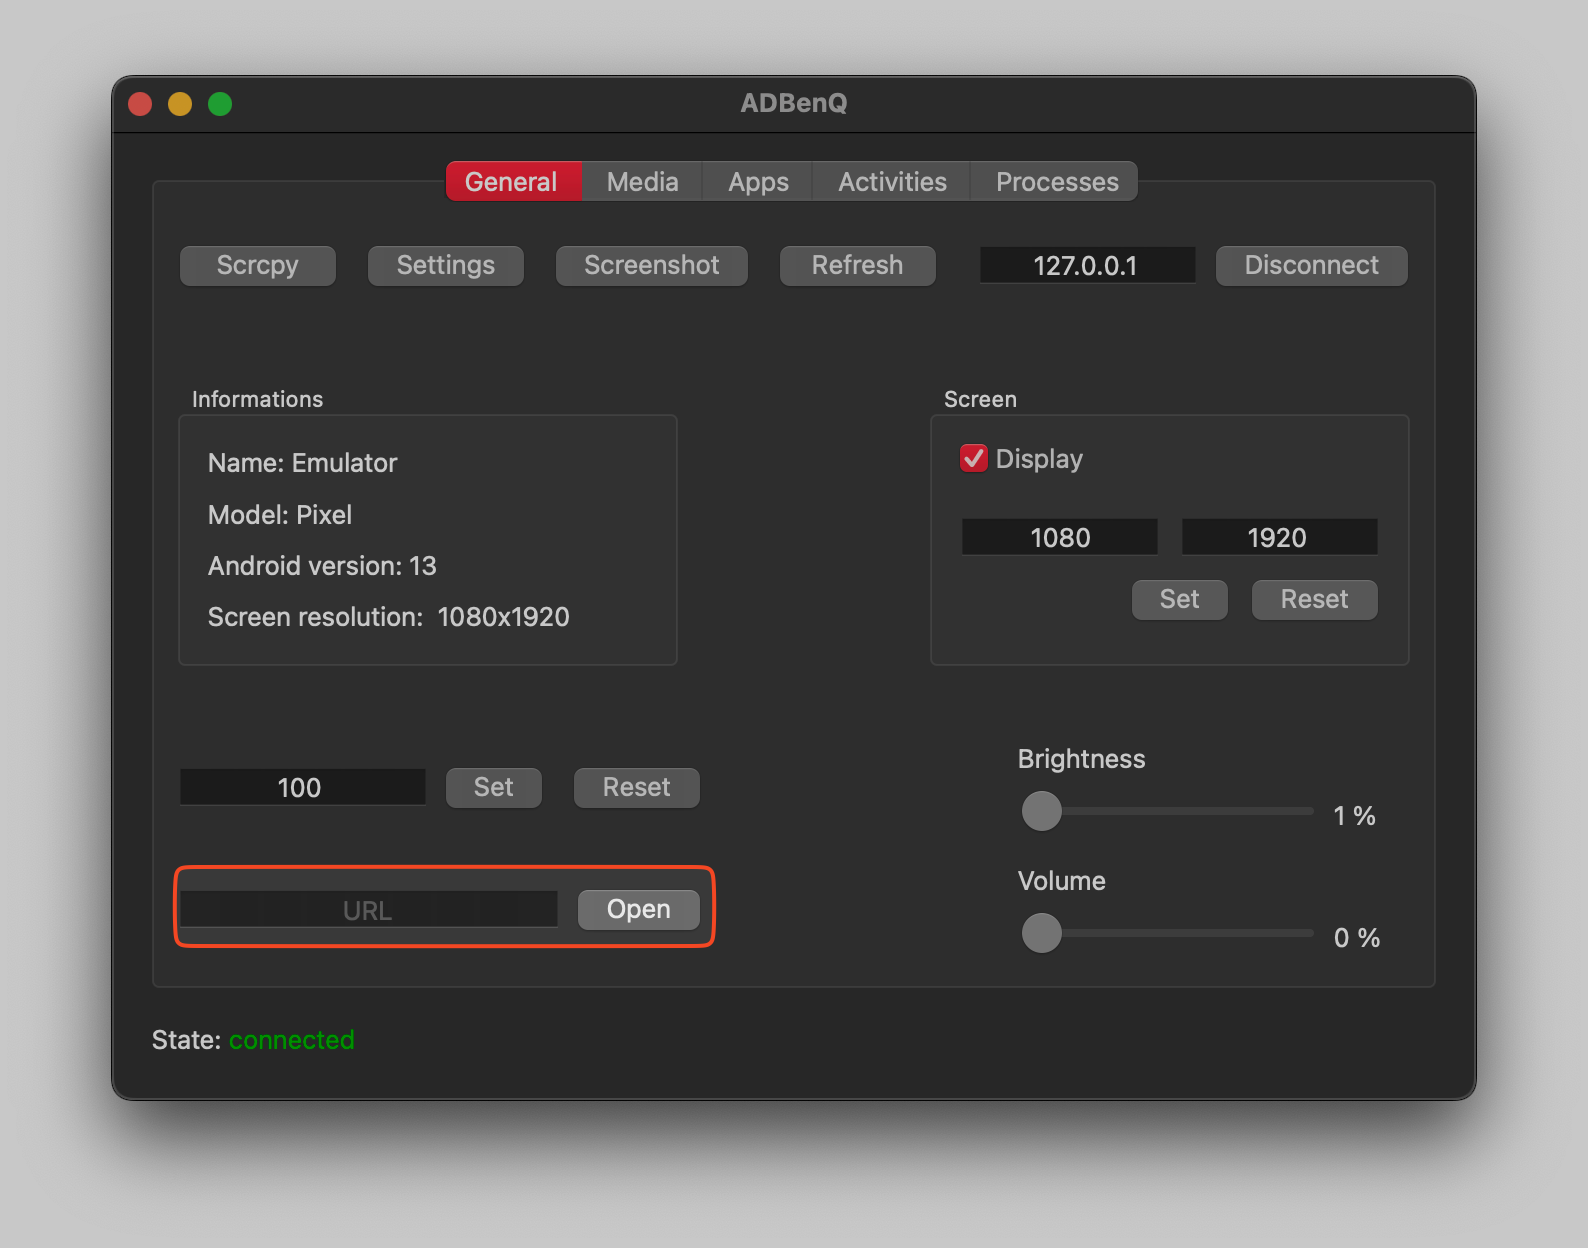 ADBenQ
General Media Apps Activities Processes
Scrcpy Settings Screenshot Refresh 127.0.0.1 Disconnect
Informations
Name: Emulator
Model: Pixel
Android version: 13
Screen resolution: 1080x1920
Screen
Display
1080 1920
Set Reset
100 Set Reset
URL Open
Brightness
1 %
Volume
0 %
State: connected